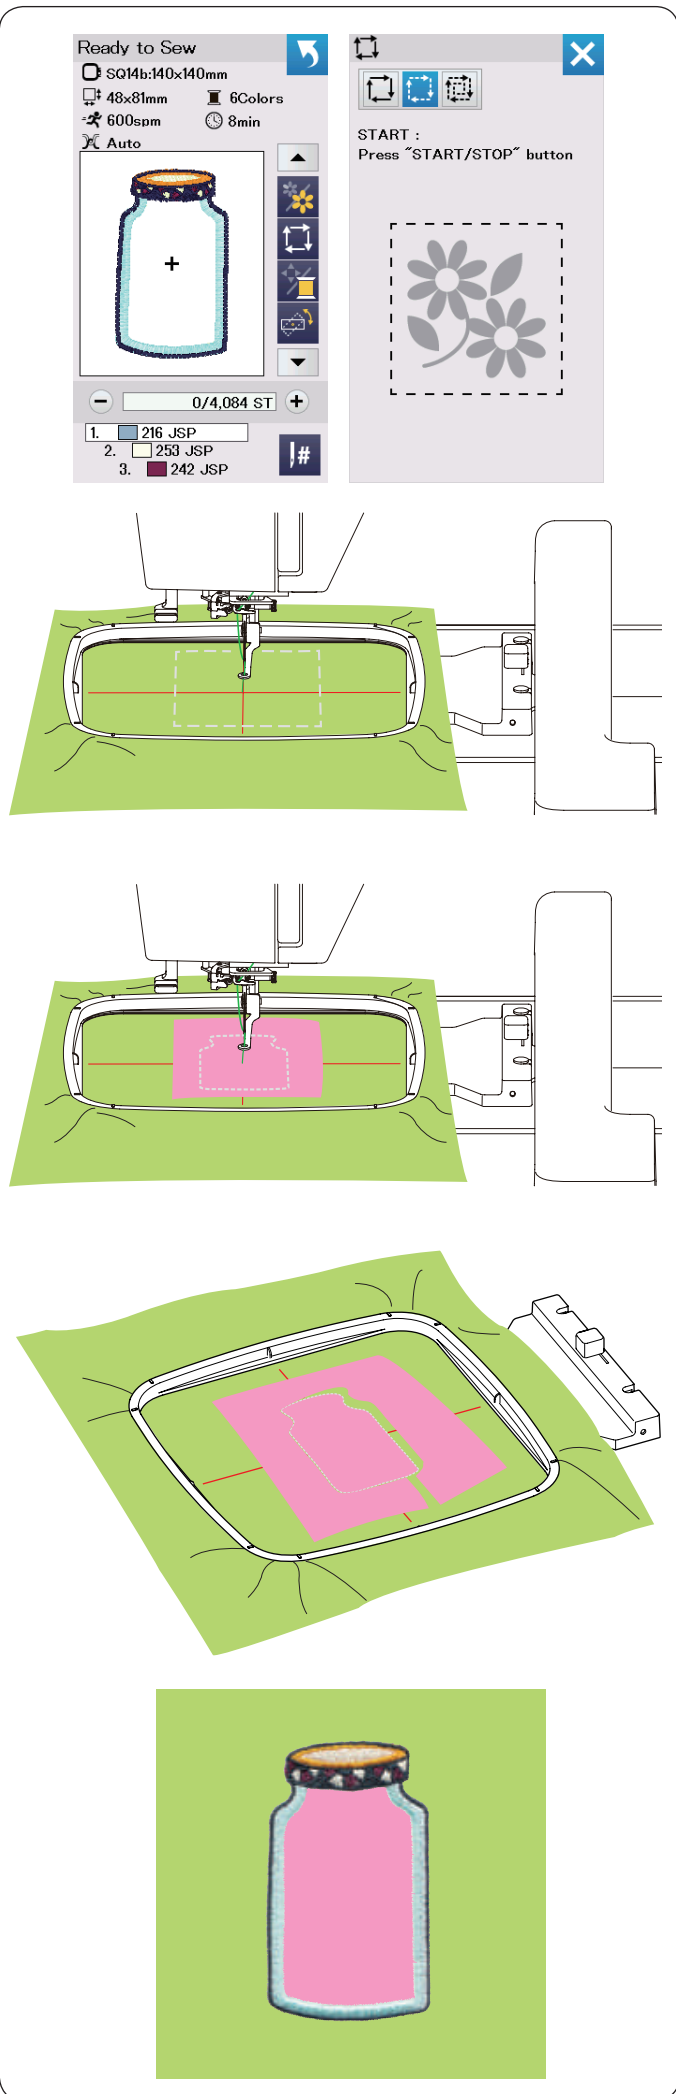 Ready to Sew
SQ14b:140x140mm
48x81mm 6Colors
600spm 8min
Auto
0/4,084 ST
1. 216 JSP
2. 253 JSP
3. 242 JSP
#
START :
Press "START/STOP" button